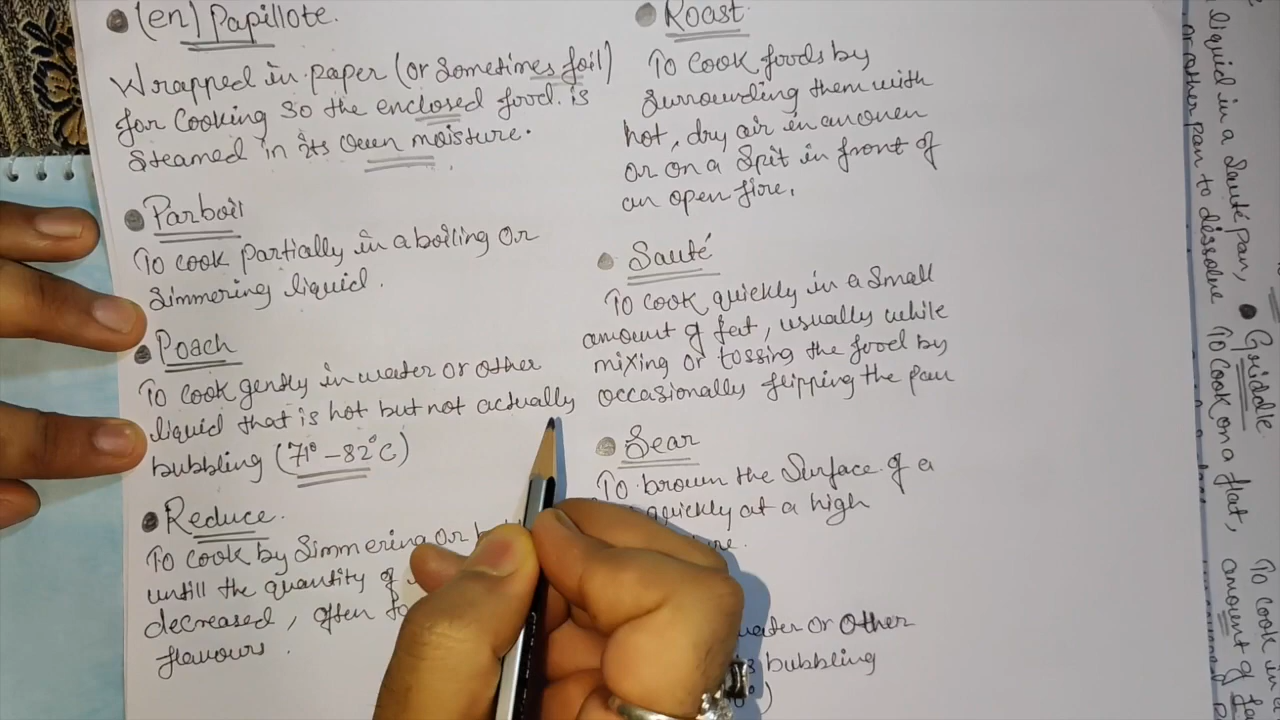 (en) Papillote.
Wrapped in paper (or Sometimes foil)
for Cooking So the enclosed food is
Steamed in its Own moisture.
Parboil
To cook partially in a boiling or
simmering liquid.
Poach
To cook gently in water or other
liquid that is hot but not actually
bubbling (71° – 82°C)
Reduce.
To cook by Simmering or
untill the quantity of
decreased, often
flavours.
Roast
To cook foods by
Surrounding them with
hot, dry air in an oven
or on a Spit in front of
an open fire.
Sauté
To cook quickly in a Small
amount of fat, usually while
mixing or tossing the food by
occasionally flipping the pan
Sear
To brown the Surface of a
quickly at a high
water or other
bubbling
liquid in a Sauté pan,
or other pan to dissolve
Griddle
To cook on a flat,
To cook in a
amount of